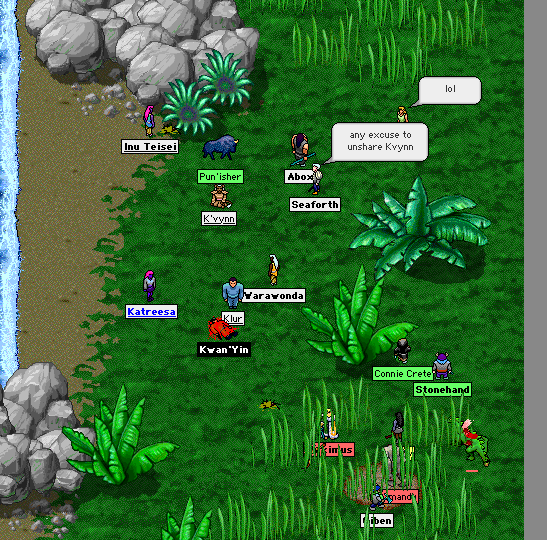 lol
any excuse to
unshare Kvynn
Inu Teisei
Pun'isher
Abox
K'vynn
Seaforth
Katreesa
Warawonda
Klur
Kwan'Yin
Connie Crete
Stonehand